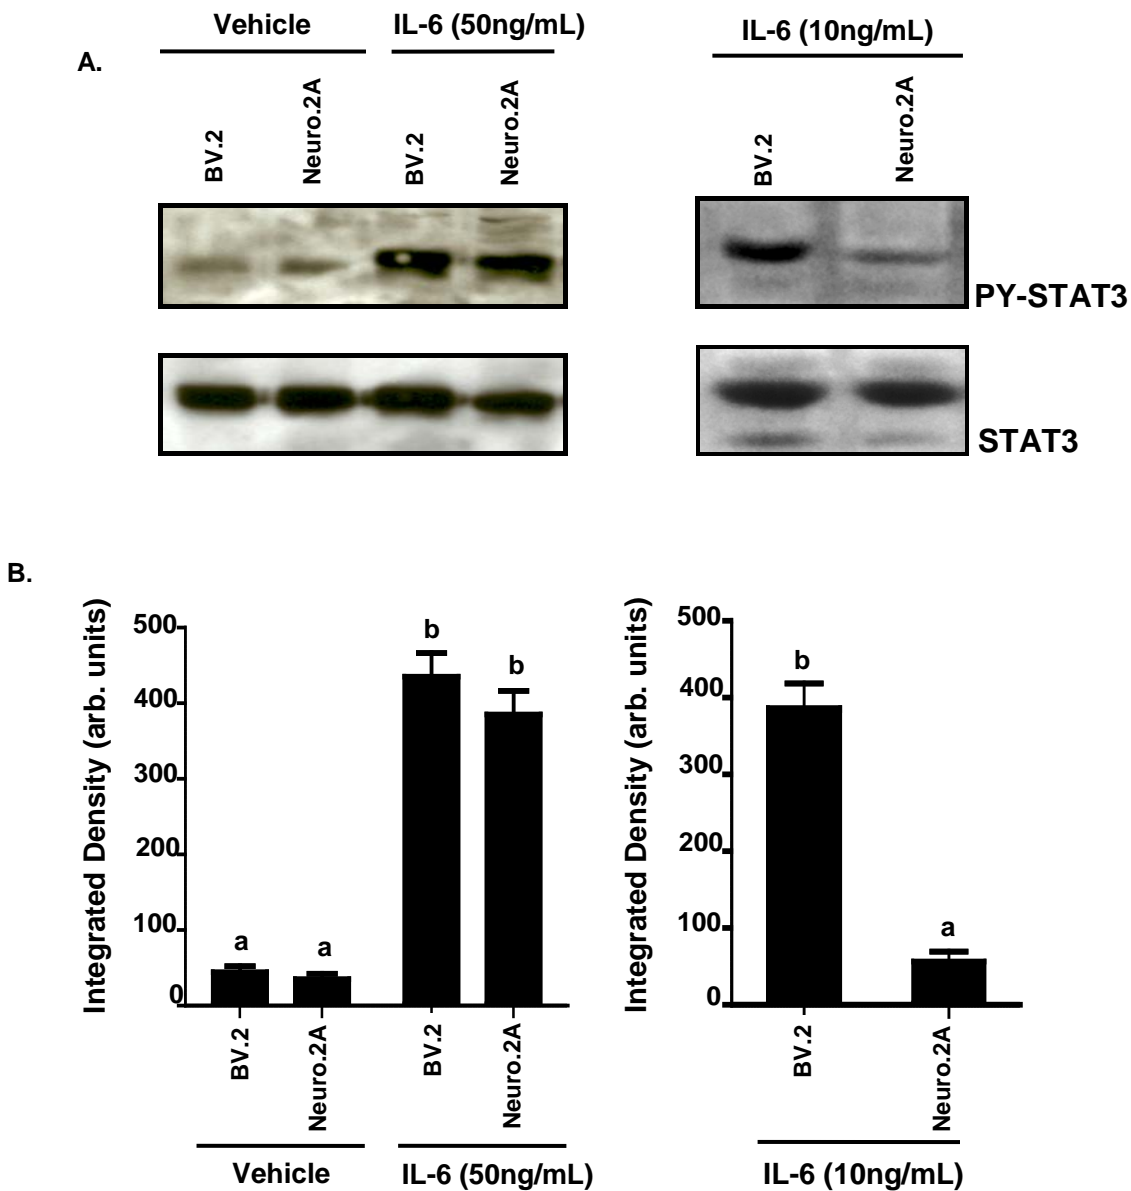 Vehicle IL-6 (50ng/mL) IL-6 (10ng/mL)
A.
BV.2 Neuro.2A BV.2 Neuro.2A BV.2 Neuro.2A
PY-STAT3
STAT3
B.
Integrated Density (arb. units)
500
400
300
200
100
0
a a b b
BV.2 Neuro.2A BV.2 Neuro.2A
Vehicle IL-6 (50ng/mL)
Integrated Density (arb. units)
500
400
300
200
100
0
b a
BV.2 Neuro.2A
IL-6 (10ng/mL)